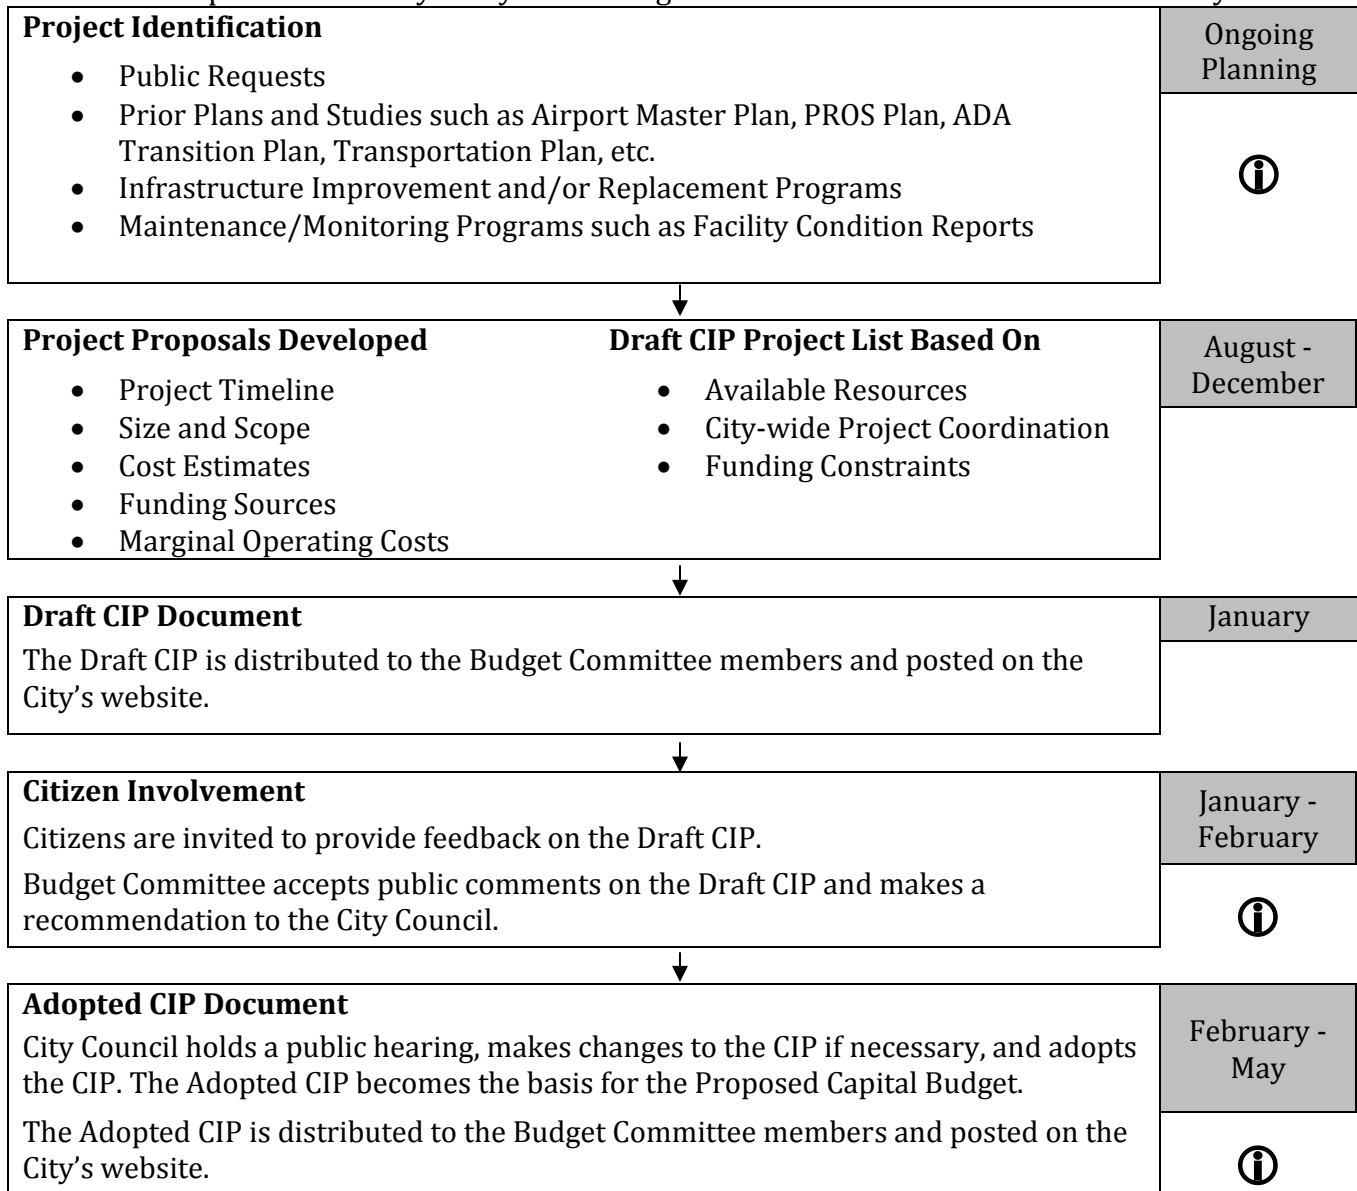 Project Identification
Ongoing
Planning
• Public Requests
• Prior Plans and Studies such as Airport Master Plan, PROS Plan, ADA
Transition Plan, Transportation Plan, etc.
• Infrastructure Improvement and/or Replacement Programs
• Maintenance/Monitoring Programs such as Facility Condition Reports
Project Proposals Developed
• Project Timeline
• Size and Scope
• Cost Estimates
• Funding Sources
• Marginal Operating Costs
Draft CIP Project List Based On
• Available Resources
• City-wide Project Coordination
• Funding Constraints
August -
December
Draft CIP Document
January
The Draft CIP is distributed to the Budget Committee members and posted on the
City's website.
Citizen Involvement
January -
February
Citizens are invited to provide feedback on the Draft CIP.
Budget Committee accepts public comments on the Draft CIP and makes a
recommendation to the City Council.
Adopted CIP Document
February -
May
City Council holds a public hearing, makes changes to the CIP if necessary, and adopts
the CIP. The Adopted CIP becomes the basis for the Proposed Capital Budget.
The Adopted CIP is distributed to the Budget Committee members and posted on the
City's website.